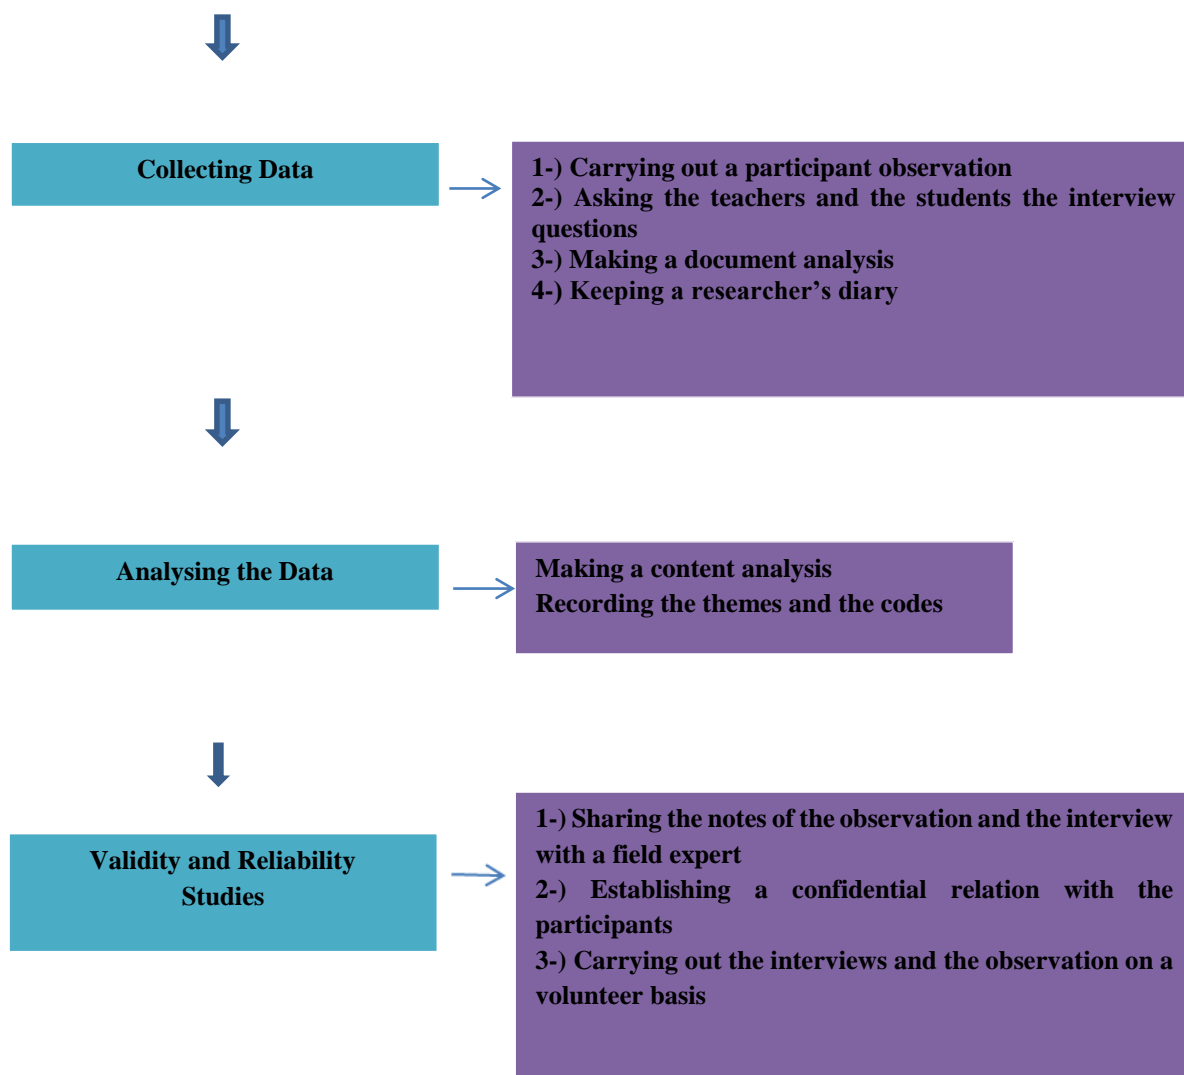 Collecting Data
1-) Carrying out a participant observation
2-) Asking the teachers and the students the interview
questions
3-) Making a document analysis
4-) Keeping a researcher’s diary
Analysing the Data
Making a content analysis
Recording the themes and the codes
Validity and Reliability
Studies
1-) Sharing the notes of the observation and the interview
with a field expert
2-) Establishing a confidential relation with the
participants
3-) Carrying out the interviews and the observation on a
volunteer basis